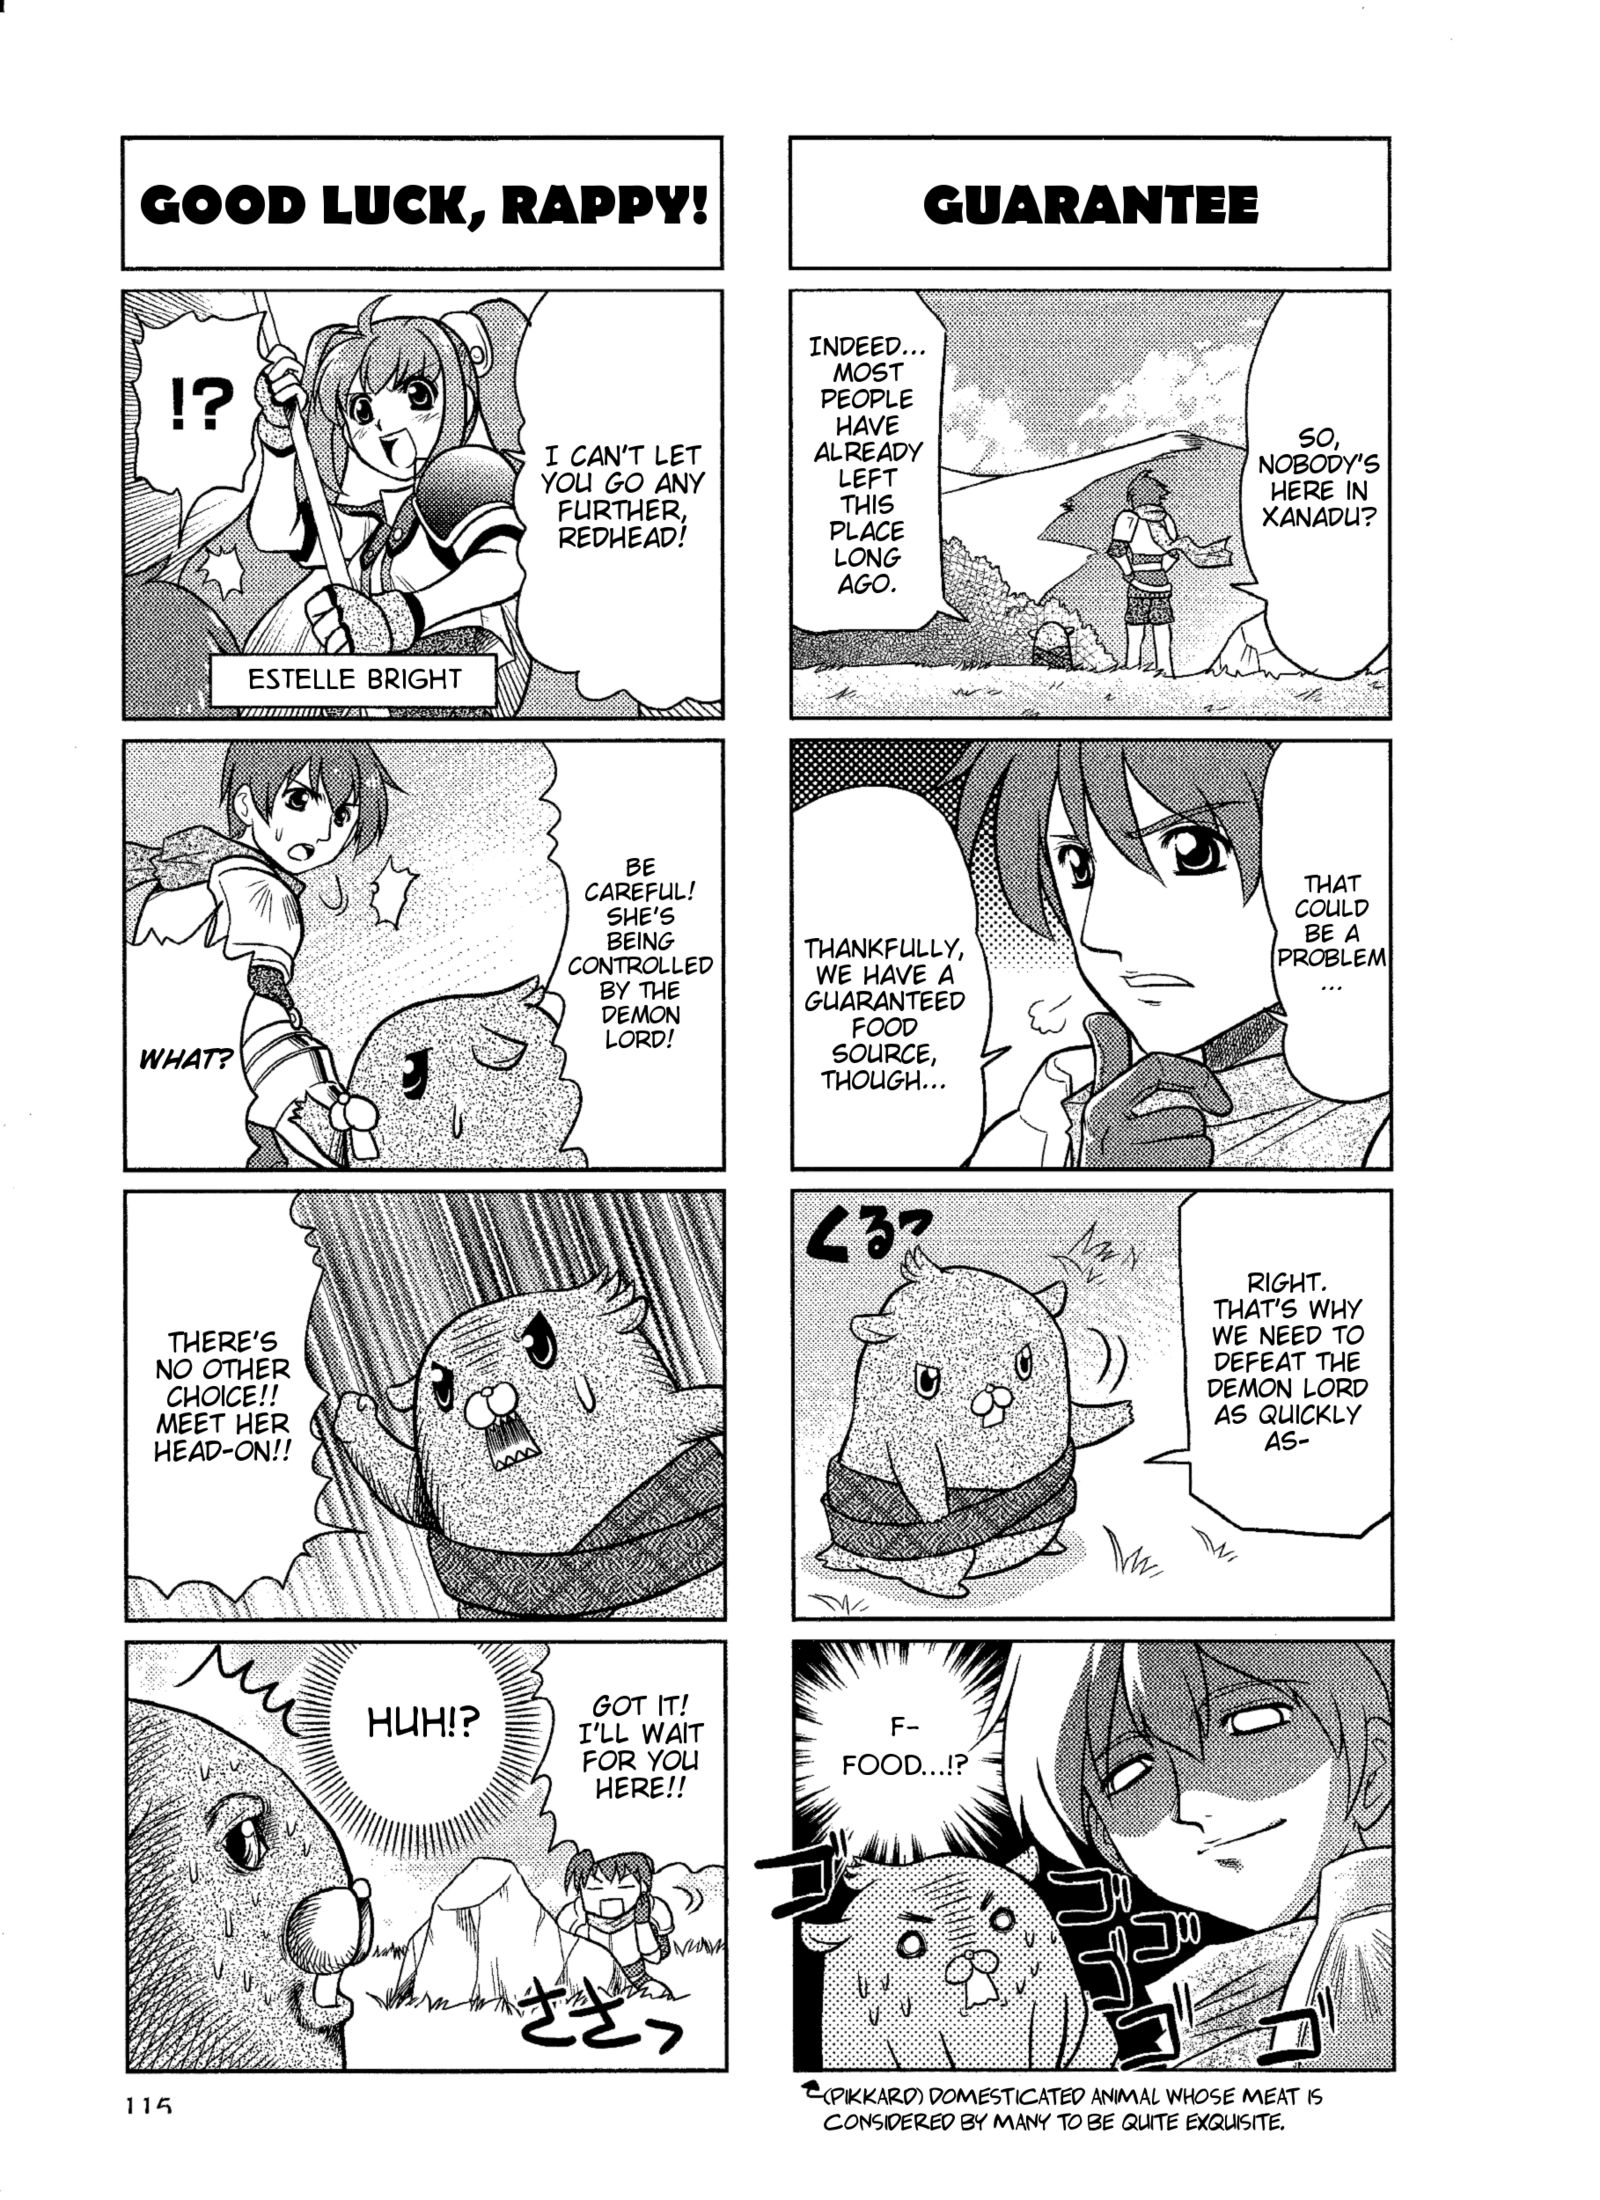 GUARANTEE
SO,
NOBODY'S
HERE IN
XANADU?
INDEED...
MOST
PEOPLE
HAVE
ALREADY
LEFT
THIS
PLACE
LONG
AGO.
THAT
COULD
BE A
PROBLEM
...
THANKFULLY,
WE HAVE A
GUARANTEED
FOOD
SOURCE,
THOUGH...
くるっ
RIGHT.
THAT'S WHY
WE NEED TO
DEFEAT THE
DEMON LORD
AS QUICKLY
AS-
F-
FOOD...!?
ゴゴゴゴゴゴ
(PIKKARD) DOMESTICATED ANIMAL WHOSE MEAT IS
CONSIDERED BY MANY TO BE QUITE EXQUISITE.
GOOD LUCK, RAPPY!
I CAN'T LET
YOU GO ANY
FURTHER,
REDHEAD!
!?
ESTELLE BRIGHT
BE
CAREFUL!
SHE'S
BEING
CONTROLLED
BY THE
DEMON
LORD!
WHAT?
THERE'S
NO OTHER
CHOICE!!
MEET HER
HEAD-ON!!
GOT IT!
I'LL WAIT
FOR YOU
HERE!!
HUH!?
ささっ
115